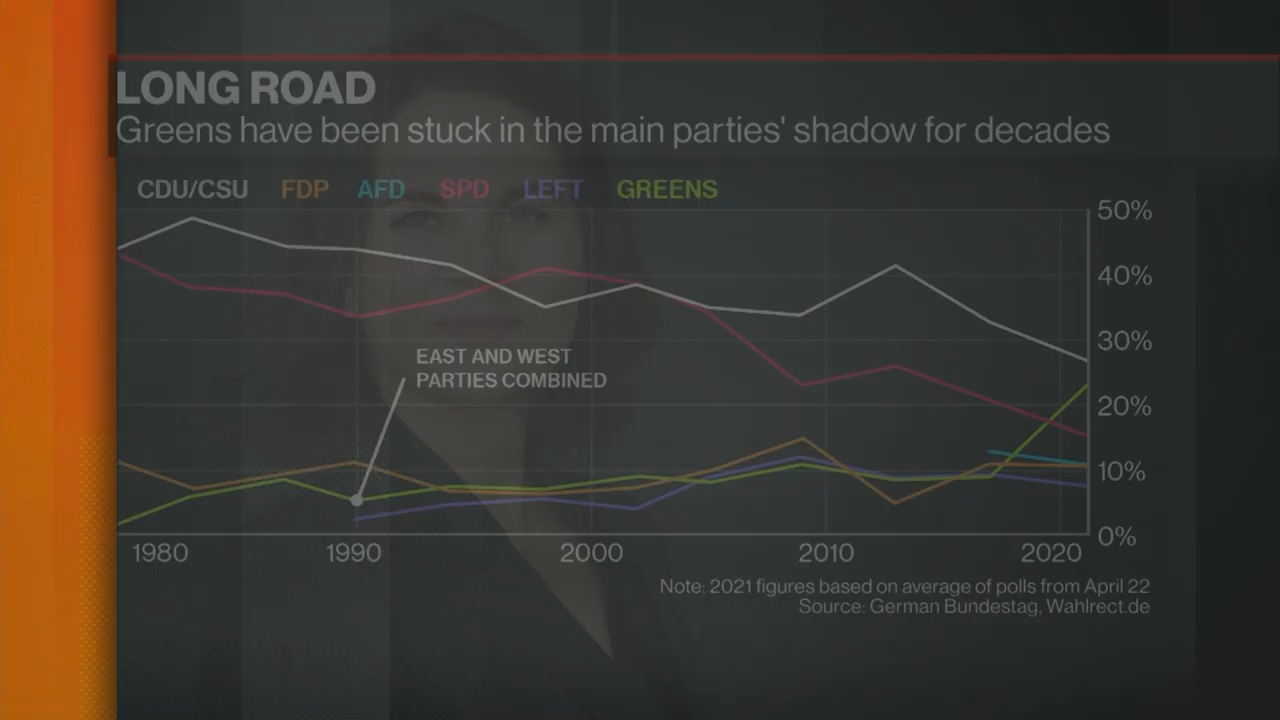 LONG ROAD
Greens have been stuck in the main parties' shadow for decades
CDU/CSU FDP AFD SPD LEFT GREENS
50%
40%
30%
EAST AND WEST
PARTIES COMBINED
20%
10%
0%
1980 1990 2000 2010 2020
Note: 2021 figures based on average of polls from April 22
Source: German Bundestag, Wahlrect.de